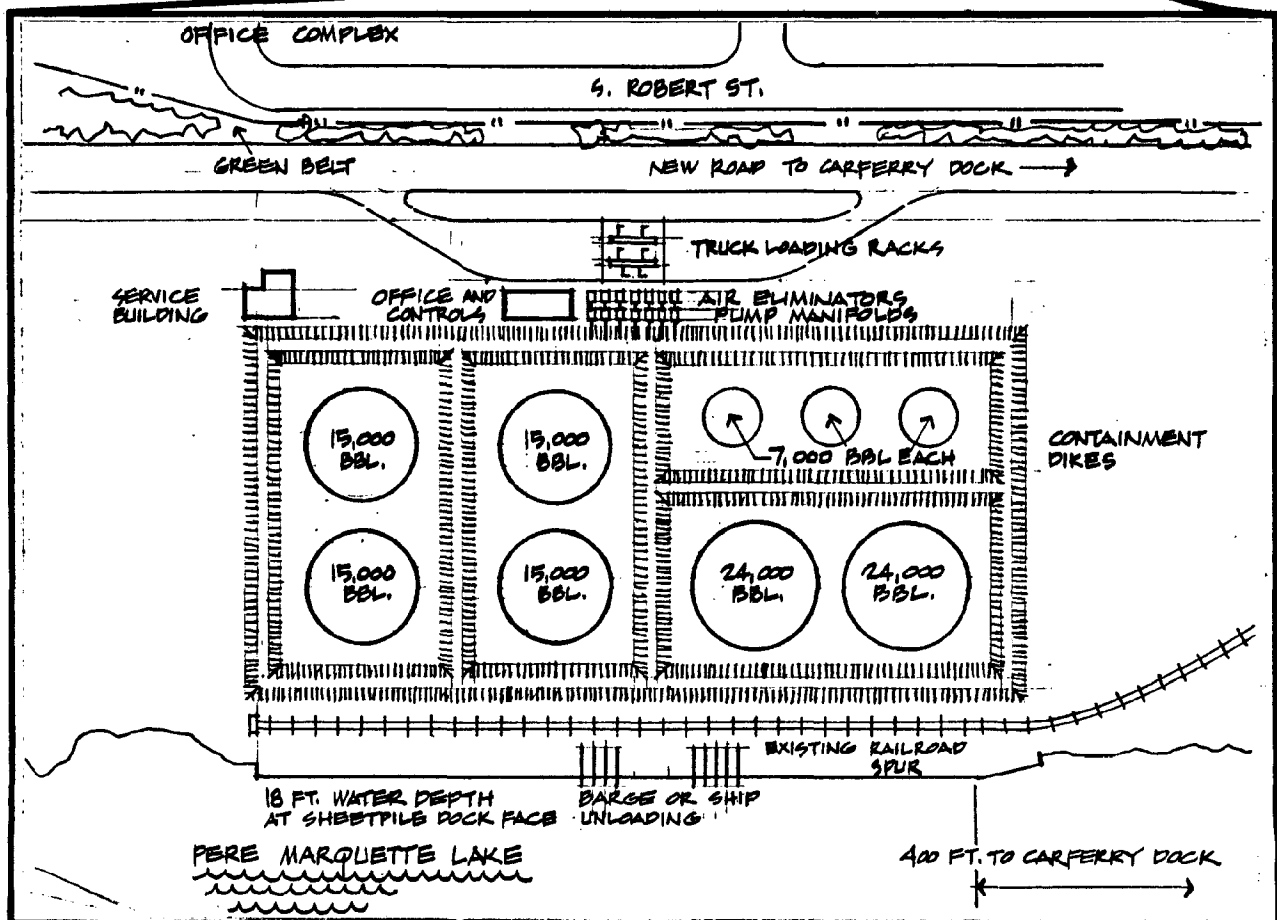 OFFICE COMPLEX
S. ROBERT ST.
GREEN BELT
NEW ROAD TO CARFERRY DOCK
TRUCK LOADING RACKS
SERVICE
BUILDING
OFFICE AND
CONTROLS
AIR ELIMINATORS
PUMP MANIFOLDS
15,000
BBL.
15,000
BBL.
7,000 BBL EACH
CONTAINMENT
DIKES
15,000
BBL.
15,000
BBL.
24,000
BBL.
24,000
BBL.
EXISTING RAILROAD
SPUR
18 FT. WATER DEPTH
AT SHEETPILE DOCK FACE
BARGE OR SHIP
UNLOADING
PERE MARQUETTE LAKE
400 FT. TO CARFERRY DOCK